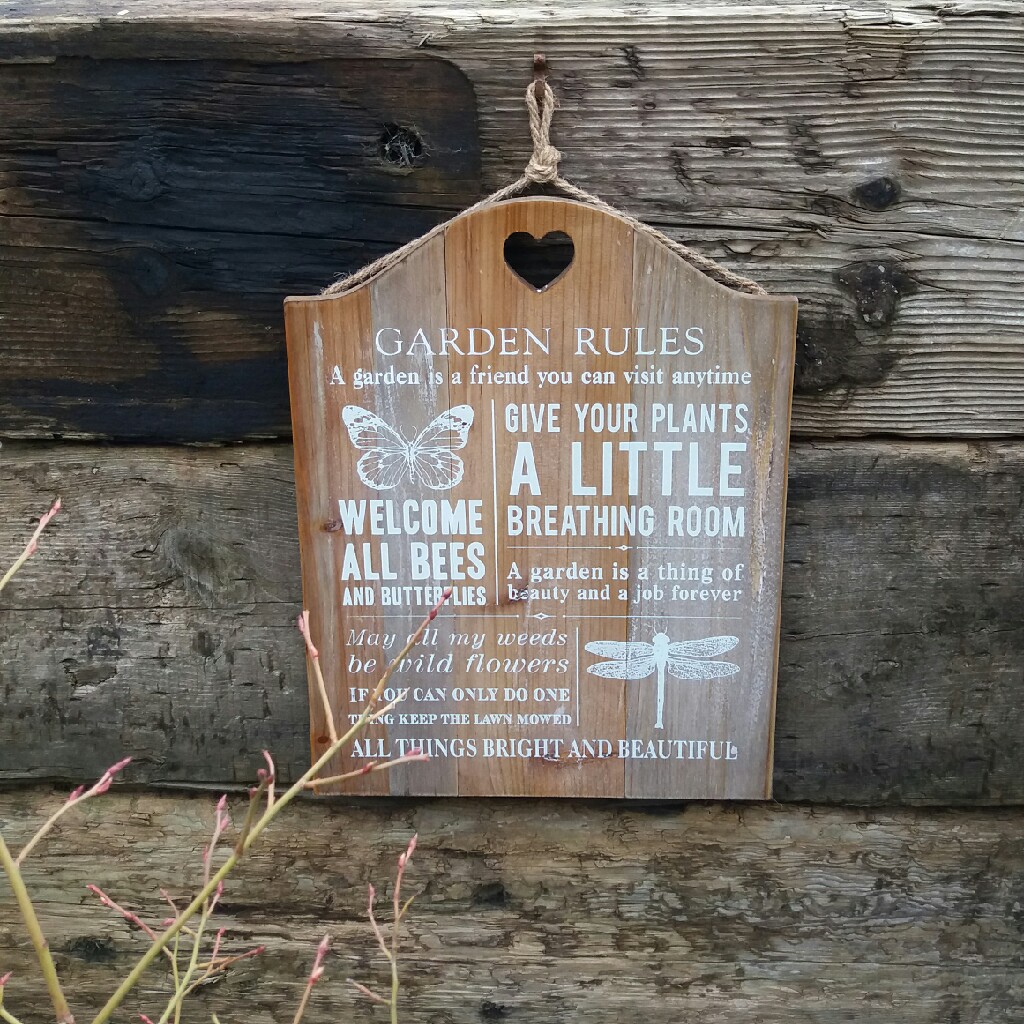 GARDEN RULES
A garden is a friend you can visit anytime
WELCOME
ALL BEES
AND BUTTERFLIES
GIVE YOUR PLANTS
A LITTLE
BREATHING ROOM
A garden is a thing of
beauty and a job forever
May all my weeds
be wild flowers
IF YOU CAN ONLY DO ONE
THING KEEP THE LAWN MOWED
ALL THINGS BRIGHT AND BEAUTIFUL